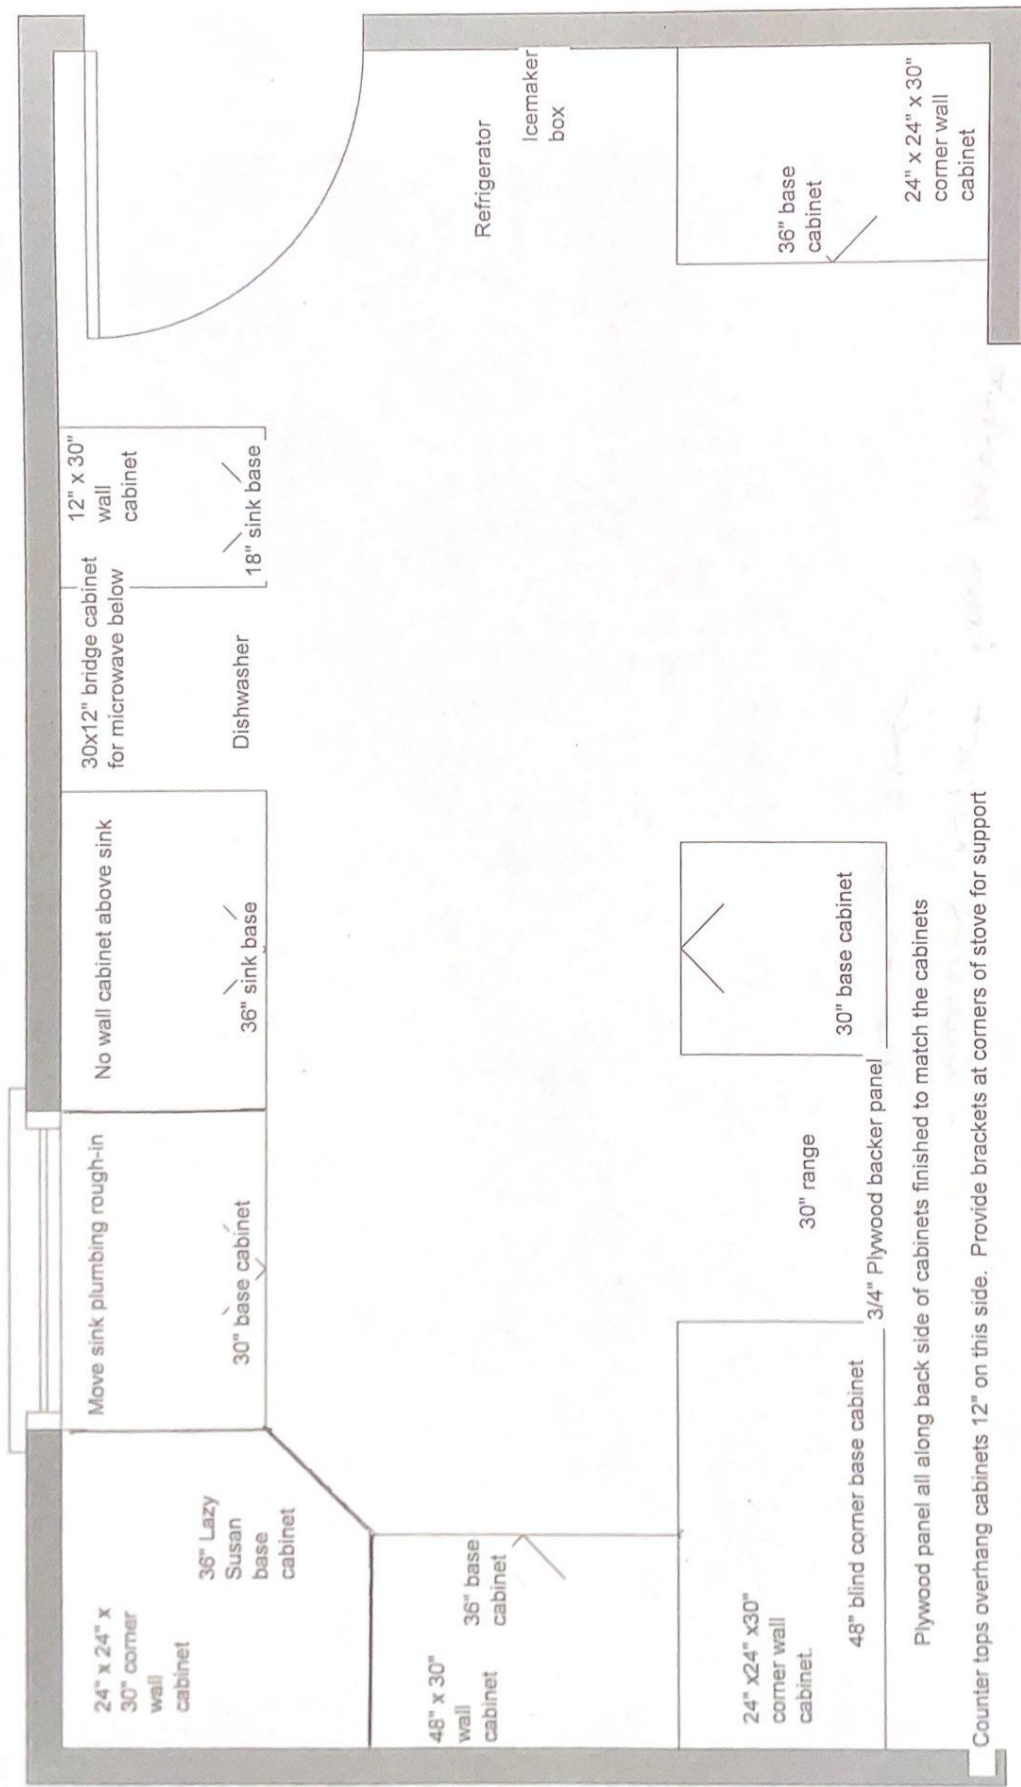 24" x 24" x
30" corner
wall
cabinet
36" Lazy
Susan
base
cabinet
Move sink plumbing rough-in
30" base cabinet
No wall cabinet above sink
36" sink base
30x12" bridge cabinet
for microwave below
Dishwasher
12" x 30"
wall
cabinet
18" sink base
48" x 30"
wall
cabinet
36" base
cabinet
Refrigerator
Icemaker
box
24" x24" x30"
corner wall
cabinet.
48" blind corner base cabinet
30" range
3/4" Plywood backer panel
30" base cabinet
36" base
cabinet
24" x 24" x 30"
corner wall
cabinet
Plywood panel all along back side of cabinets finished to match the cabinets
Counter tops overhang cabinets 12" on this side. Provide brackets at corners of stove for support